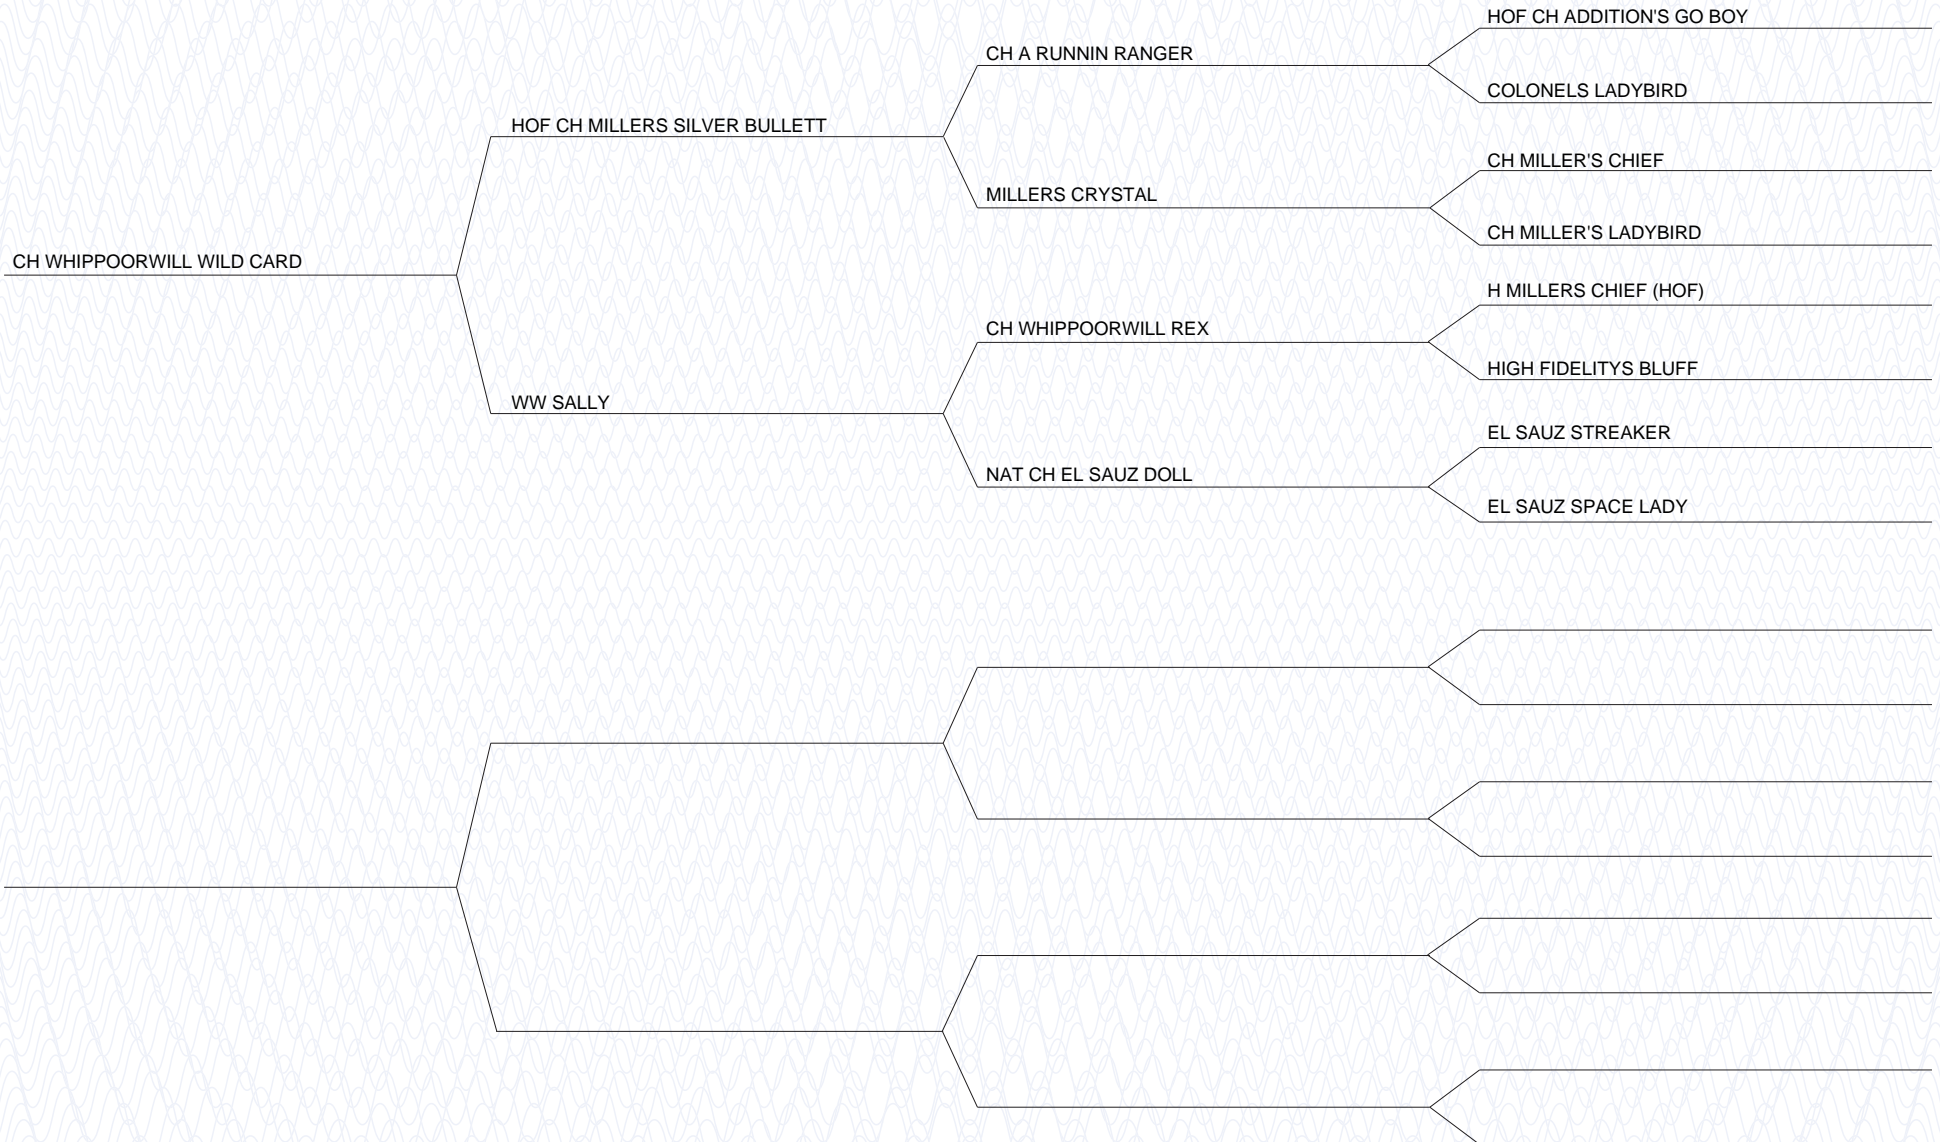 HOF CH ADDITION'S GO BOY
CH A RUNNIN RANGER
COLONELS LADYBIRD
HOF CH MILLERS SILVER BULLETT
CH MILLER'S CHIEF
MILLERS CRYSTAL
CH MILLER'S LADYBIRD
CH WHIPPOORWILL WILD CARD
H MILLERS CHIEF (HOF)
CH WHIPPOORWILL REX
HIGH FIDELITYS BLUFF
WW SALLY
EL SAUZ STREAKER
NAT CH EL SAUZ DOLL
EL SAUZ SPACE LADY